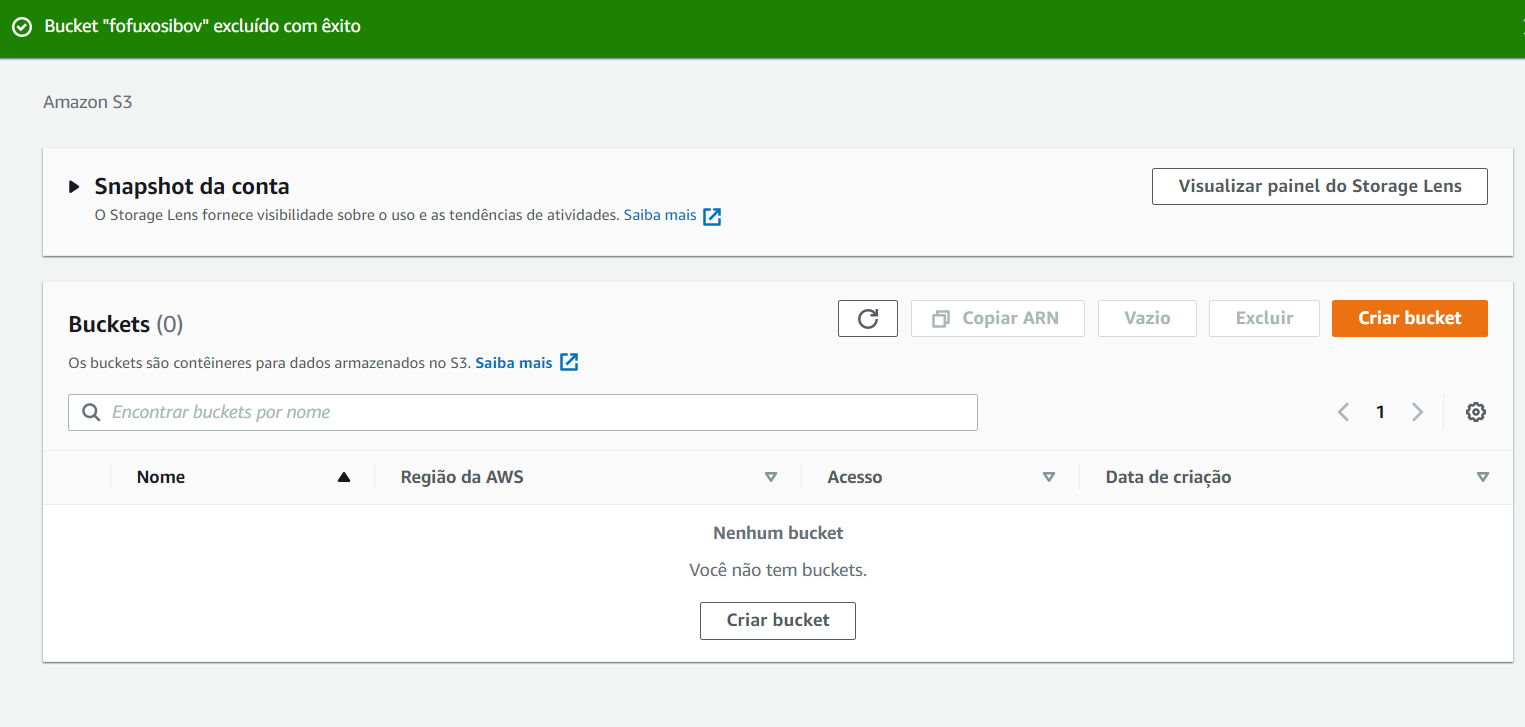 Bucket "fofuxosibov" excluído com êxito
Amazon S3
Snapshot da conta
Visualizar painel do Storage Lens
O Storage Lens fornece visibilidade sobre o uso e as tendências de atividades. Saiba mais
Buckets (0)
Copiar ARN
Vazio
Excluir
Criar bucket
Os buckets são contêineres para dados armazenados no S3. Saiba mais
Encontrar buckets por nome
1
Nome
Região da AWS
Acesso
Data de criação
Nenhum bucket
Você não tem buckets.
Criar bucket